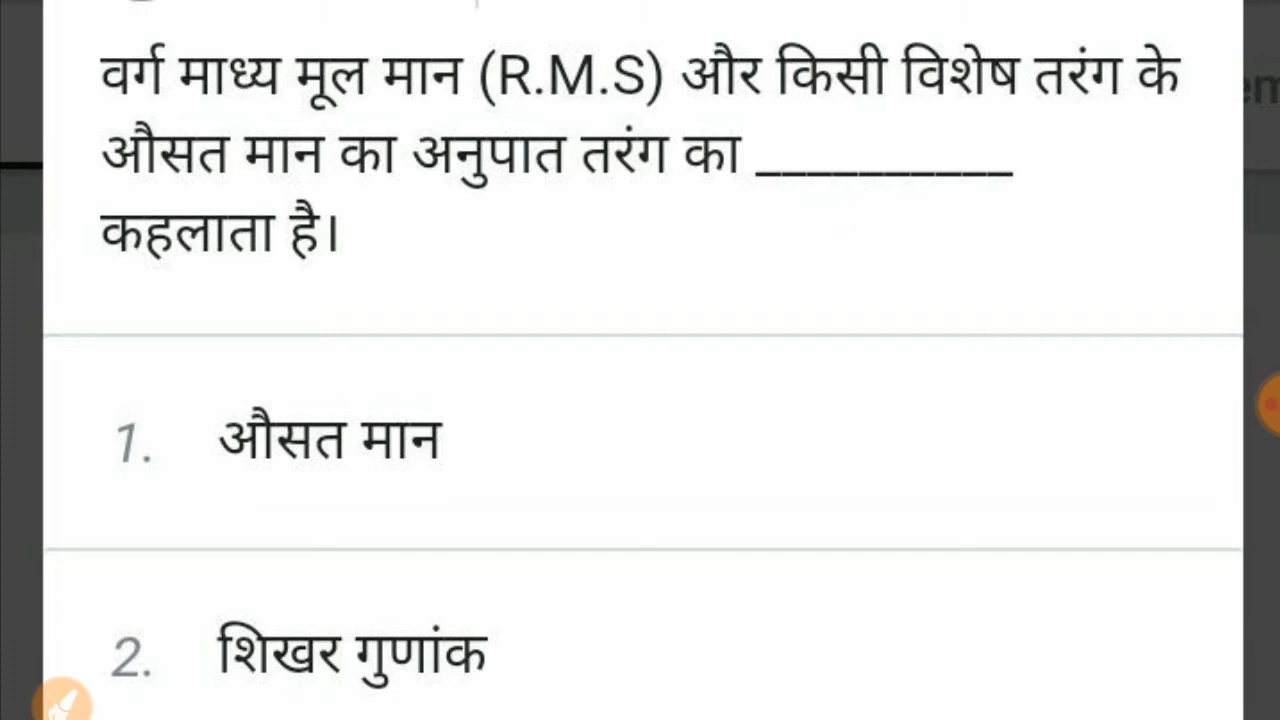 वर्ग माध्य मूल मान (R.M.S) और किसी विशेष तरंग के
औसत मान का अनुपात तरंग का __________
कहलाता है।
1. औसत मान
2. शिखर गुणांक